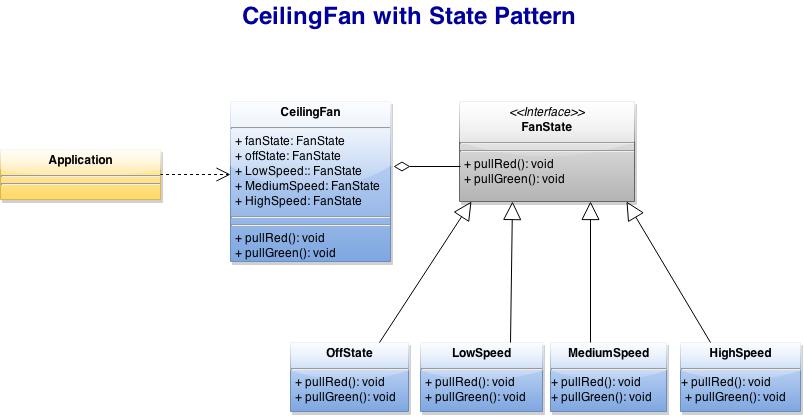 CeilingFan with State Pattern
Application
CeilingFan
+ fanState: FanState
+ offState: FanState
+ LowSpeed:: FanState
+ MediumSpeed: FanState
+ HighSpeed: FanState
+ pullRed(): void
+ pullGreen(): void
<<Interface>>
FanState
+ pullRed(): void
+ pullGreen(): void
OffState
+ pullRed(): void
+ pullGreen(): void
LowSpeed
+ pullRed(): void
+ pullGreen(): void
MediumSpeed
+ pullRed(): void
+ pullGreen(): void
HighSpeed
+ pullRed(): void
+ pullGreen(): void